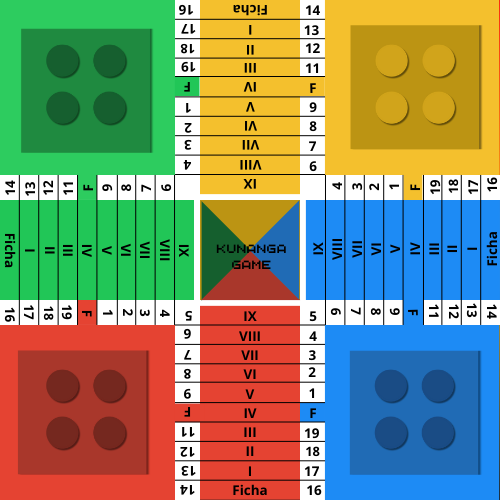 16 Ficha 14
17 I 13
18 II 12
19 III 11
F IV F
1 V 9
2 VI 8
3 VII 7
4 VIII 6
IX
14 13 12 11 F 9 8 7 6
4 3 2 1 F 19 18 17 16
Ficha I II III IV V VI VII VIII IX
KUNANGA
GAME
IX VIII VII VI V IV III II I Ficha
16 17 18 19 F 1 2 3 4
6 7 8 9 F 11 12 13 14
5 IX 5
6 VIII 4
7 VII 3
8 VI 2
9 V 1
F IV F
11 III 19
12 II 18
13 I 17
14 Ficha 16